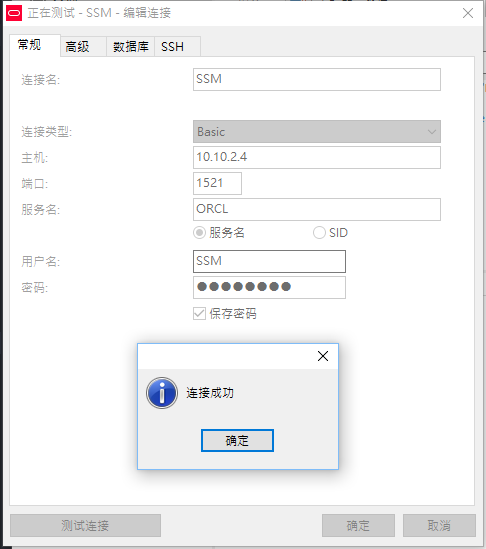 正在测试 - SSM - 编辑连接
常规 高级 数据库 SSH
连接名: SSM
连接类型: Basic
主机: 10.10.2.4
端口: 1521
服务名: ORCL
服务名 SID
用户名: SSM
密码: ●●●●●●●●
保存密码
连接成功
确定
测试连接 确定 取消